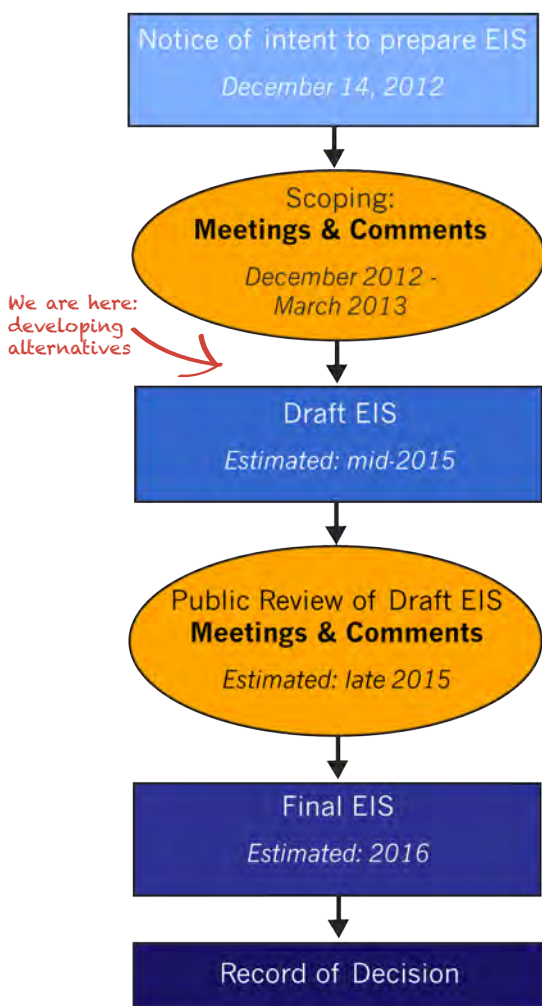 Notice of intent to prepare EIS
December 14, 2012
Scoping:
Meetings & Comments
December 2012 -
March 2013
We are here:
developing
alternatives
Draft EIS
Estimated: mid-2015
Public Review of Draft EIS
Meetings & Comments
Estimated: late 2015
Final EIS
Estimated: 2016
Record of Decision